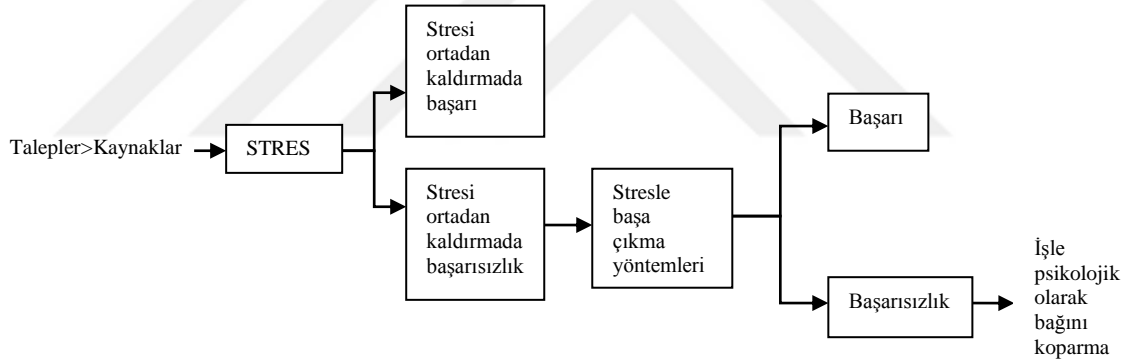 Talepler>Kaynaklar
STRES
Stresi
ortadan
kaldırmada
başarı
Stresi
ortadan
kaldırmada
başarısızlık
Stresle
başa
çıkma
yöntemleri
Başarı
Başarısızlık
İşle
psikolojik
olarak
bağını
koparma